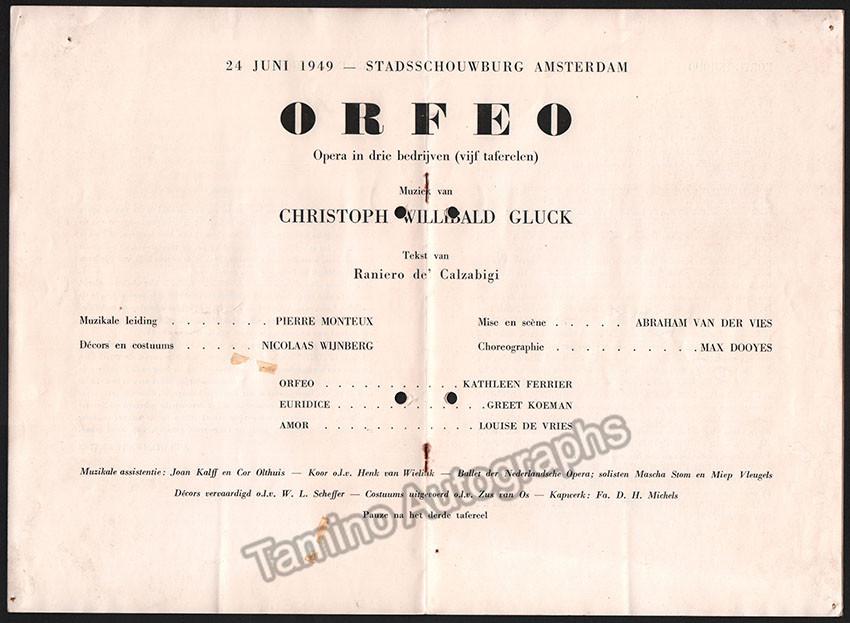 24 JUNI 1949 — STADSSCHOUWBURG AMSTERDAM
ORFEO
Opera in drie bedrijven (vijf taferelen)
Muziek van
CHRISTOPH WILLIBALD GLUCK
Tekst van
Raniero de' Calzabigi
Muzikale leiding . . . . . . . PIERRE MONTEUX
Mise en scène . . . . . ABRAHAM VAN DER VIES
Décors en costuums . . . . . NICOLAAS WIJNBERG
Choreographie . . . . . . . . . . MAX DOOYES
ORFEO . . . . . . . . . . . KATHLEEN FERRIER
EURIDICE . . . . . . . . . . . . GREET KOEMAN
AMOR . . . . . . . . . . . LOUISE DE VRIES
Muzikale assistentie: Joan Kalff en Cor Olthuis — Koor o.l.v. Henk van Wielink — Ballet der Nederlandsche Opera; solisten Mascha Stom en Miep Vleugels
Décors vervaardigd o.l.v. W. L. Scheffer — Costuums uitgevoerd o.l.v. Zus van Os — Kapwerk: Fa. D. H. Michels
Pauze na het derde tafereel
Tamino Autographs